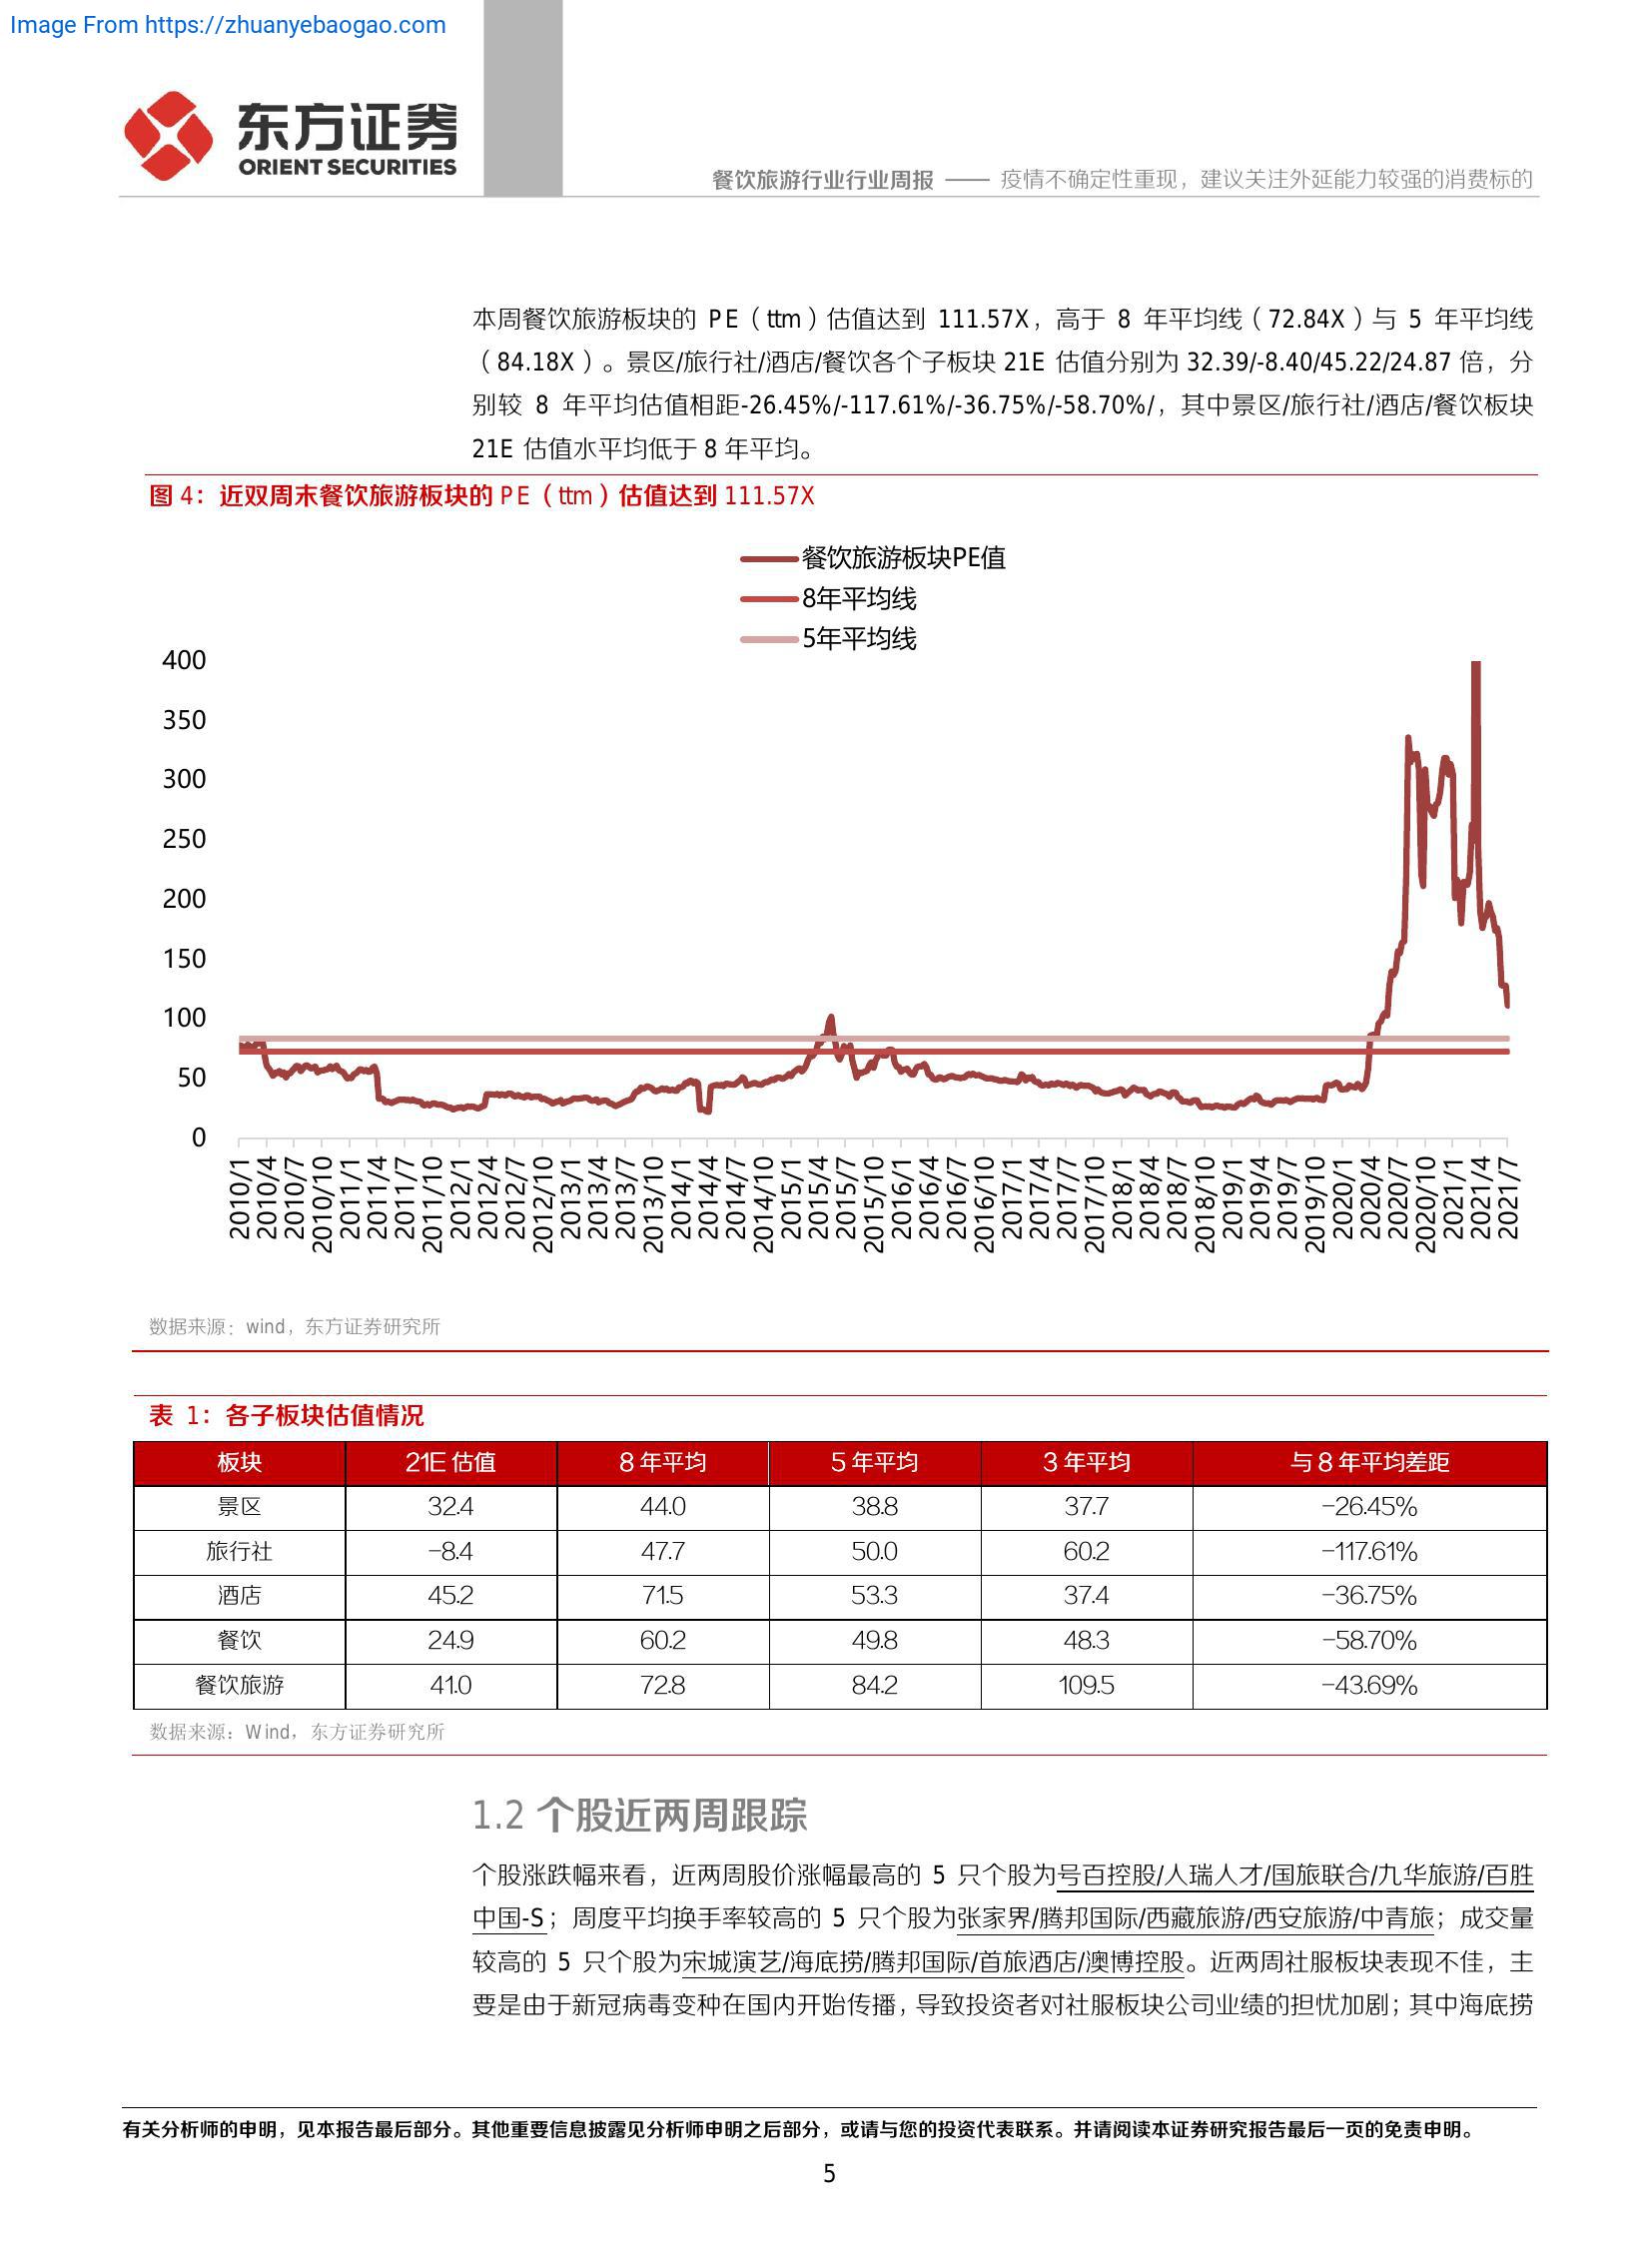 Image From https://zhuanyebaogao.com
东方证券
ORIENT SECURITIES
餐饮旅游行业行业周报 —— 疫情不确定性重现，建议关注外延能力较强的消费标的
本周餐饮旅游板块的 PE（ttm）估值达到 111.57X，高于 8 年平均线（72.84X）与 5 年平均线
（84.18X）。景区/旅行社/酒店/餐饮各个子板块 21E 估值分别为 32.39/-8.40/45.22/24.87 倍，分
别较 8 年平均估值相距-26.45%/-117.61%/-36.75%/-58.70%/，其中景区/旅行社/酒店/餐饮板块
21E 估值水平均低于 8 年平均。
图 4：近双周末餐饮旅游板块的 PE（ttm）估值达到 111.57X
餐饮旅游板块PE值
8年平均线
5年平均线
400
350
300
250
200
150
100
50
0
2010/1 2010/4 2010/7 2010/10 2011/1 2011/4 2011/7 2011/10 2012/1 2012/4 2012/7 2012/10 2013/1 2013/4 2013/7 2013/10 2014/1 2014/4 2014/7 2014/10 2015/1 2015/4 2015/7 2015/10 2016/1 2016/4 2016/7 2016/10 2017/1 2017/4 2017/7 2017/10 2018/1 2018/4 2018/7 2018/10 2019/1 2019/4 2019/7 2019/10 2020/1 2020/4 2020/7 2020/10 2021/1 2021/4 2021/7
数据来源：wind，东方证券研究所
表 1：各子板块估值情况
板块 21E 估值 8 年平均 5 年平均 3 年平均 与 8 年平均差距
景区 32.4 44.0 38.8 37.7 -26.45%
旅行社 -8.4 47.7 50.0 60.2 -117.61%
酒店 45.2 71.5 53.3 37.4 -36.75%
餐饮 24.9 60.2 49.8 48.3 -58.70%
餐饮旅游 41.0 72.8 84.2 109.5 -43.69%
数据来源：Wind，东方证券研究所
1.2 个股近两周跟踪
个股涨跌幅来看，近两周股价涨幅最高的 5 只个股为号百控股/人瑞人才/国旅联合/九华旅游/百胜
中国-S；周度平均换手率较高的 5 只个股为张家界/腾邦国际/西藏旅游/西安旅游/中青旅；成交量
较高的 5 只个股为宋城演艺/海底捞/腾邦国际/首旅酒店/澳博控股。近两周社服板块表现不佳，主
要是由于新冠病毒变种在国内开始传播，导致投资者对社服板块公司业绩的担忧加剧；其中海底捞
有关分析师的申明，见本报告最后部分。其他重要信息披露见分析师申明之后部分，或请与您的投资代表联系。并请阅读本证券研究报告最后一页的免责申明。
5